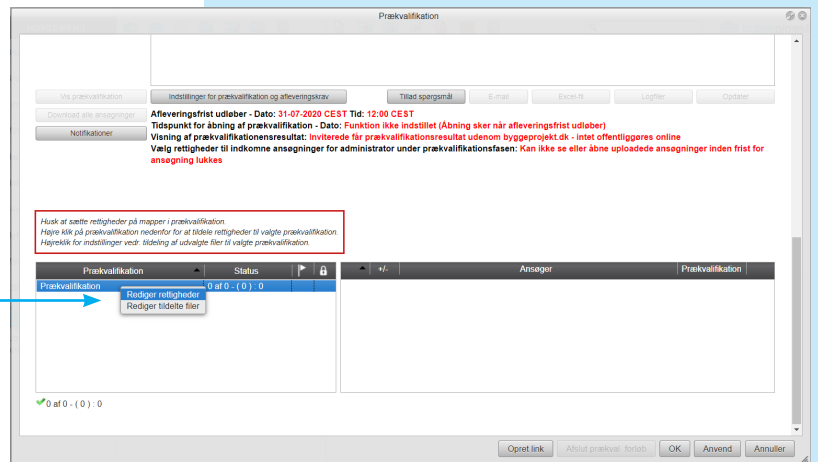 Prækvalifikation
Vis prækvalifikation
Indstillinger for prækvalifikation og afleveringskrav
Tillad spørgsmål
E-mail
Excel-fil
Logfiler
Opdater
Download alle ansøgninger
Notifikationer
Afleveringsfrist udløber - Dato: 31-07-2020 CEST Tid: 12:00 CEST
Tidspunkt for åbning af prækvalifikation - Dato: Funktion ikke indstillet (Åbning sker når afleveringsfrist udløber)
Visning af prækvalifikationensresultat: Inviterede får prækvalifikationsresultat udenom byggeprojekt.dk - intet offentliggøres online
Vælg rettigheder til indkomne ansøgninger for administrator under prækvalifikationsfasen: Kan ikke se eller åbne uploadede ansøgninger inden frist for
ansøgning lukkes
Husk at sætte rettigheder på mapper i prækvalifikation.
Højre klik på prækvalifikation nedenfor for at tildele rettigheder til valgte prækvalifikation.
Højreklik for indstillinger vedr. tildeling af udvalgte filer til valgte prækvalifikation.
Prækvalifikation Status
+/- Ansøger Prækvalifikation
Prækvalifikation 0 af 0 - ( 0 ) : 0
Rediger rettigheder
Rediger tildelte filer
0 af 0 - ( 0 ) : 0
Opret link
Afslut prækval. forløb
OK
Anvend
Annuller